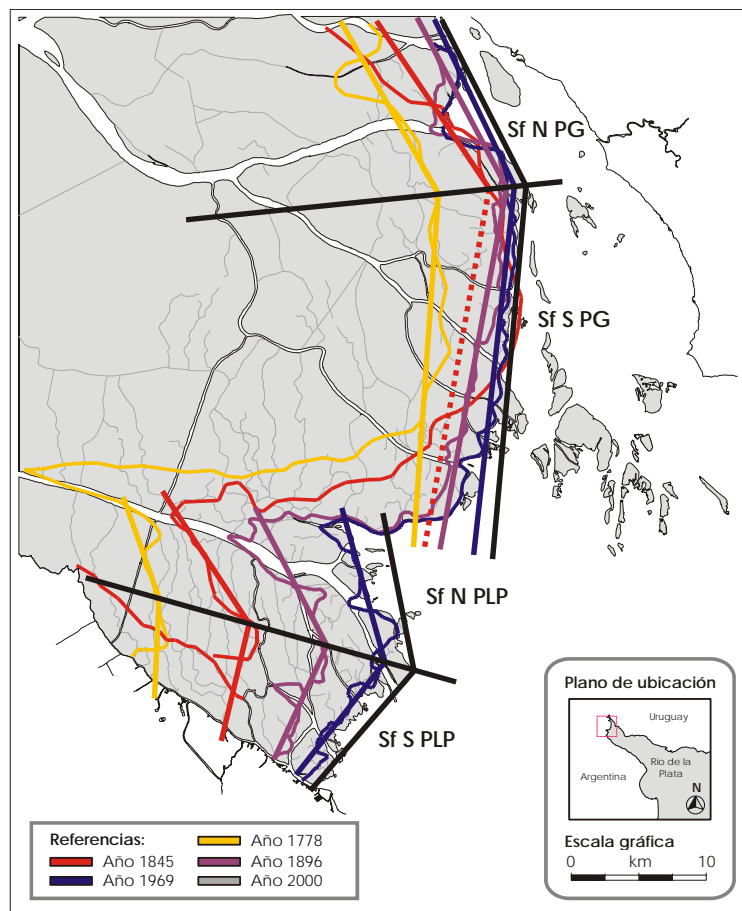 Sf N PG
Sf S PG
Sf N PLP
Sf S PLP
Referencias:
Año 1778
Año 1845
Año 1896
Año 1969
Año 2000
Plano de ubicación
Uruguay
Río de la
Plata
Argentina
N
Escala gráfica
0 km 10